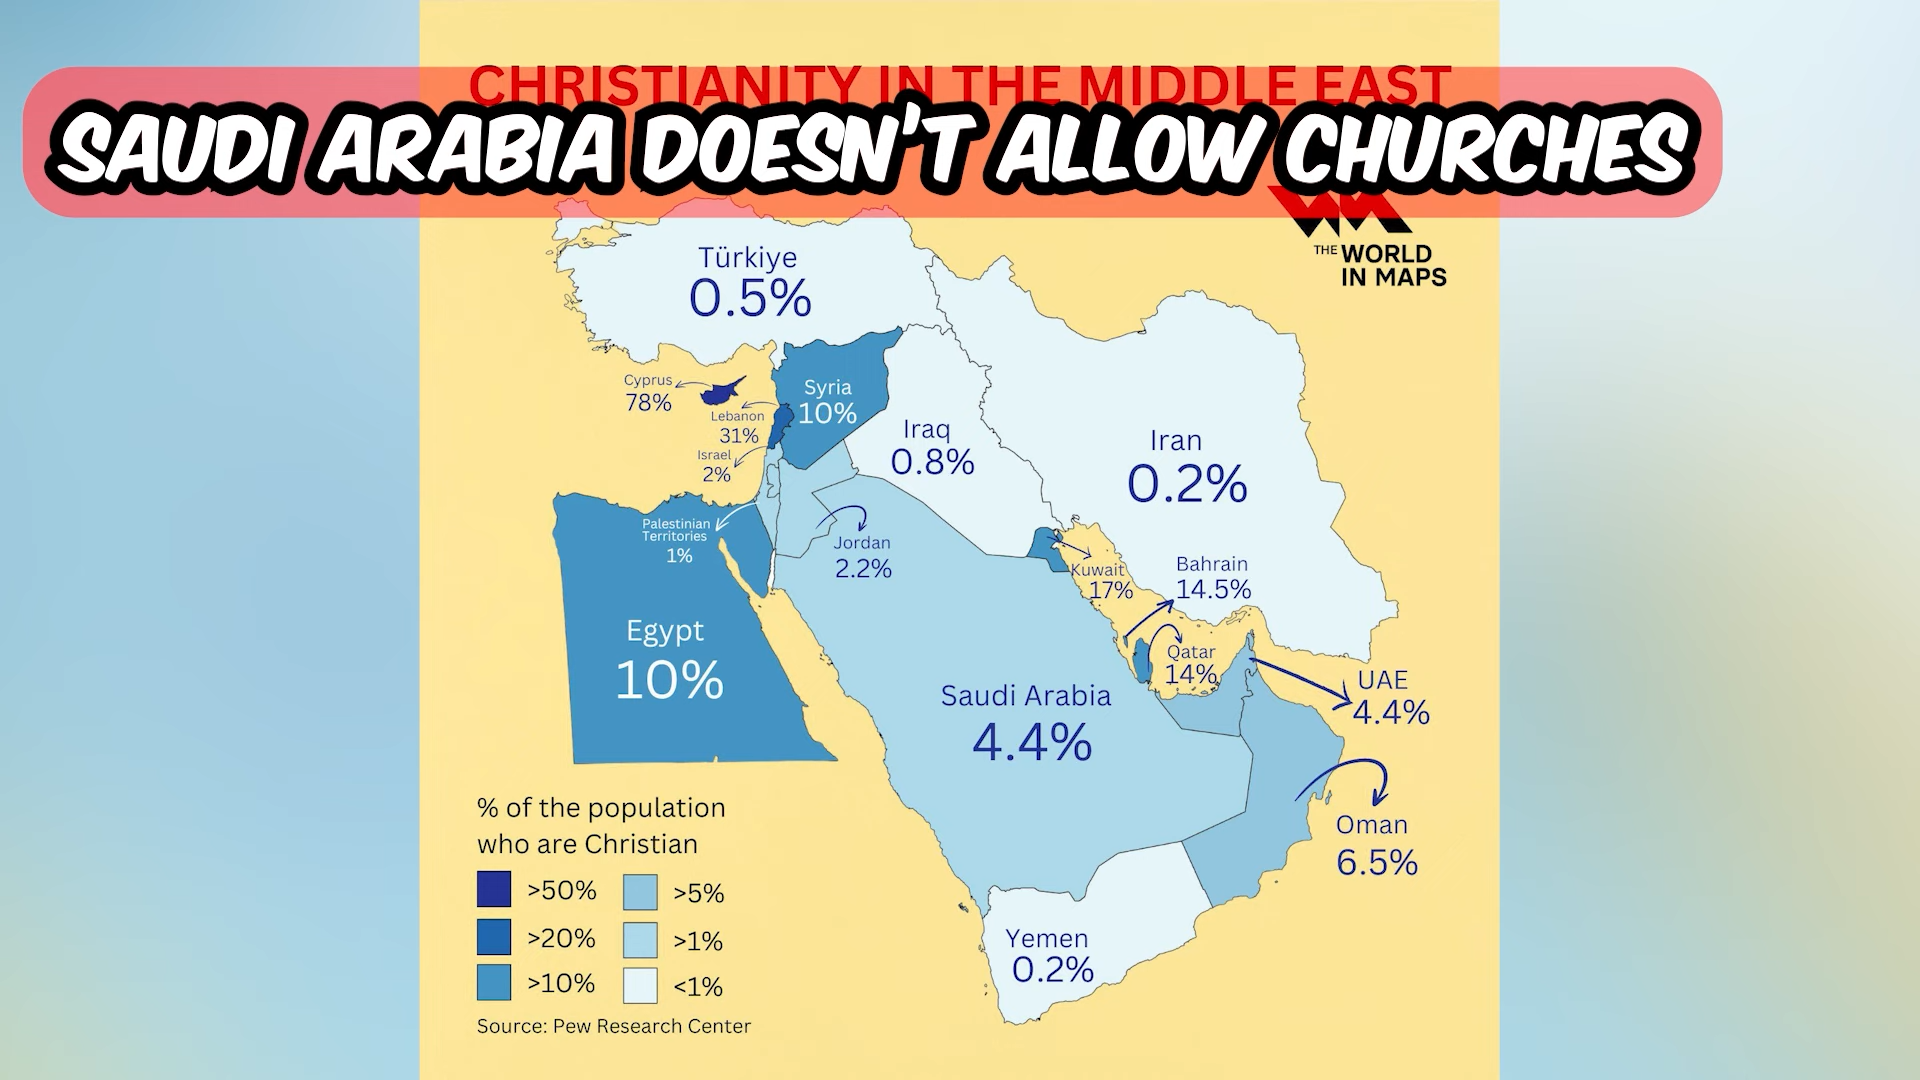 CHRISTIANITY IN THE MIDDLE EAST
SAUDI ARABIA DOESN'T ALLOW CHURCHES
THE WORLD
IN MAPS
Türkiye
0.5%
Cyprus
78%
Lebanon
31%
Israel
2%
Syria
10%
Iraq
0.8%
Iran
0.2%
Palestinian
Territories
1%
Jordan
2.2%
Kuwait
17%
Bahrain
14.5%
Qatar
14%
Egypt
10%
Saudi Arabia
4.4%
UAE
4.4%
Oman
6.5%
Yemen
0.2%
% of the population
who are Christian
>50% >5%
>20% >1%
>10% <1%
Source: Pew Research Center